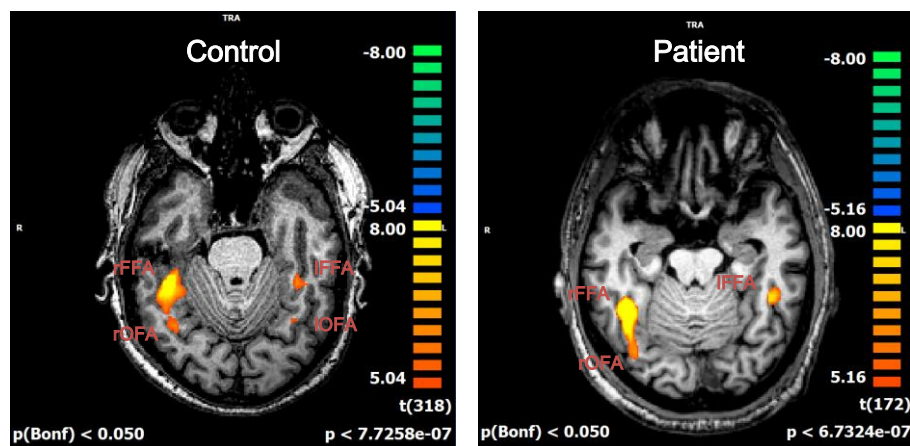 TRA
Control
-8.00
-5.04
8.00
R
L
rFFA
lFFA
rOFA
lOFA
5.04
t(318)
p(Bonf) < 0.050
p < 7.7258e-07
TRA
Patient
-8.00
-5.16
8.00
R
L
rFFA
lFFA
rOFA
5.16
t(172)
p(Bonf) < 0.050
p < 6.7324e-07